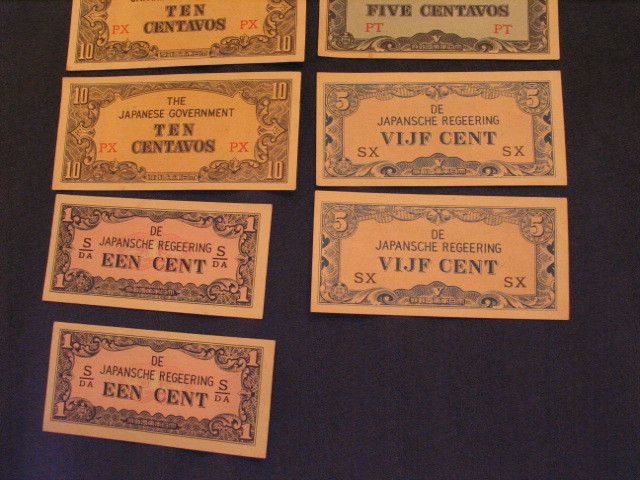 TEN
PX CENTAVOS PX
10 10
FIVE CENTAVOS
PT PT
10 10
THE
JAPANESE GOVERNMENT
TEN
PX CENTAVOS PX
10 10
5 5
DE
JAPANSCHE REGEERING
VIJF CENT
SX SX
1 1
DE
JAPANSCHE REGEERING
S/DA EEN CENT S/DA
1 1
5 5
DE
JAPANSCHE REGEERING
VIJF CENT
SX SX
1 1
DE
JAPANSCHE REGEERING
S/DA EEN CENT S/DA
1 1